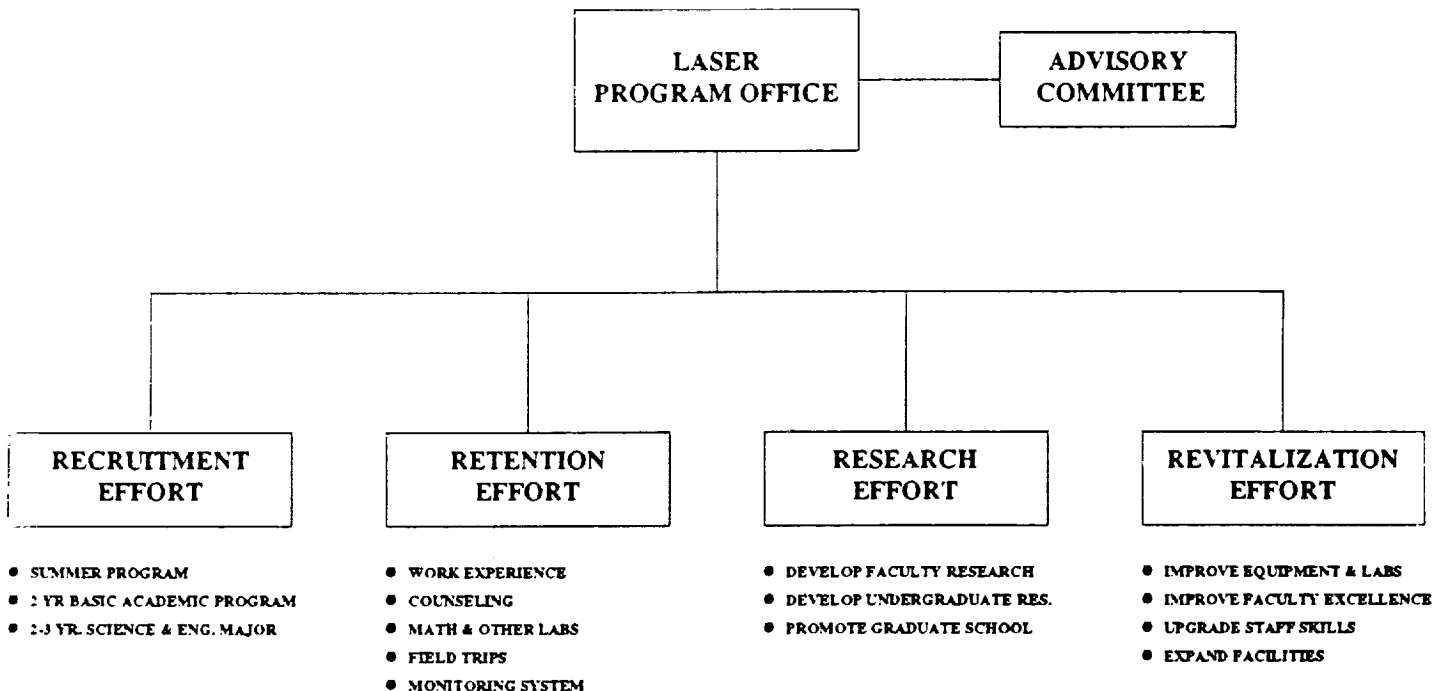 LASER
PROGRAM OFFICE
ADVISORY
COMMITTEE
RECRUITMENT
EFFORT
● SUMMER PROGRAM
● 2 YR BASIC ACADEMIC PROGRAM
● 2-3 YR. SCIENCE & ENG. MAJOR
RETENTION
EFFORT
● WORK EXPERIENCE
● COUNSELING
● MATH & OTHER LABS
● FIELD TRIPS
● MONITORING SYSTEM
RESEARCH
EFFORT
● DEVELOP FACULTY RESEARCH
● DEVELOP UNDERGRADUATE RES.
● PROMOTE GRADUATE SCHOOL
REVITALIZATION
EFFORT
● IMPROVE EQUIPMENT & LABS
● IMPROVE FACULTY EXCELLENCE
● UPGRADE STAFF SKILLS
● EXPAND FACILITIES